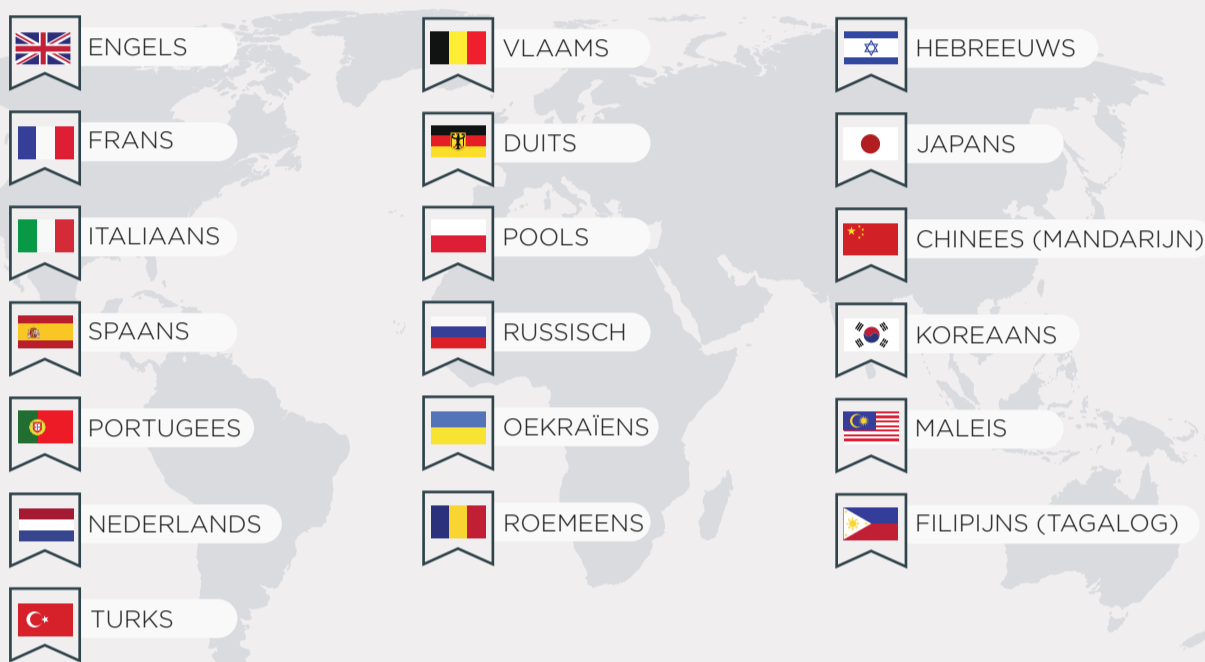 ENGELS
FRANS
ITALIAANS
SPAANS
PORTUGEES
NEDERLANDS
TURKS
VLAAMS
DUITS
POOLS
RUSSISCH
OEKRAÏENS
ROEMEENS
HEBREEUWS
JAPANS
CHINEES (MANDARIJN)
KOREAANS
MALEIS
FILIPIJNS (TAGALOG)